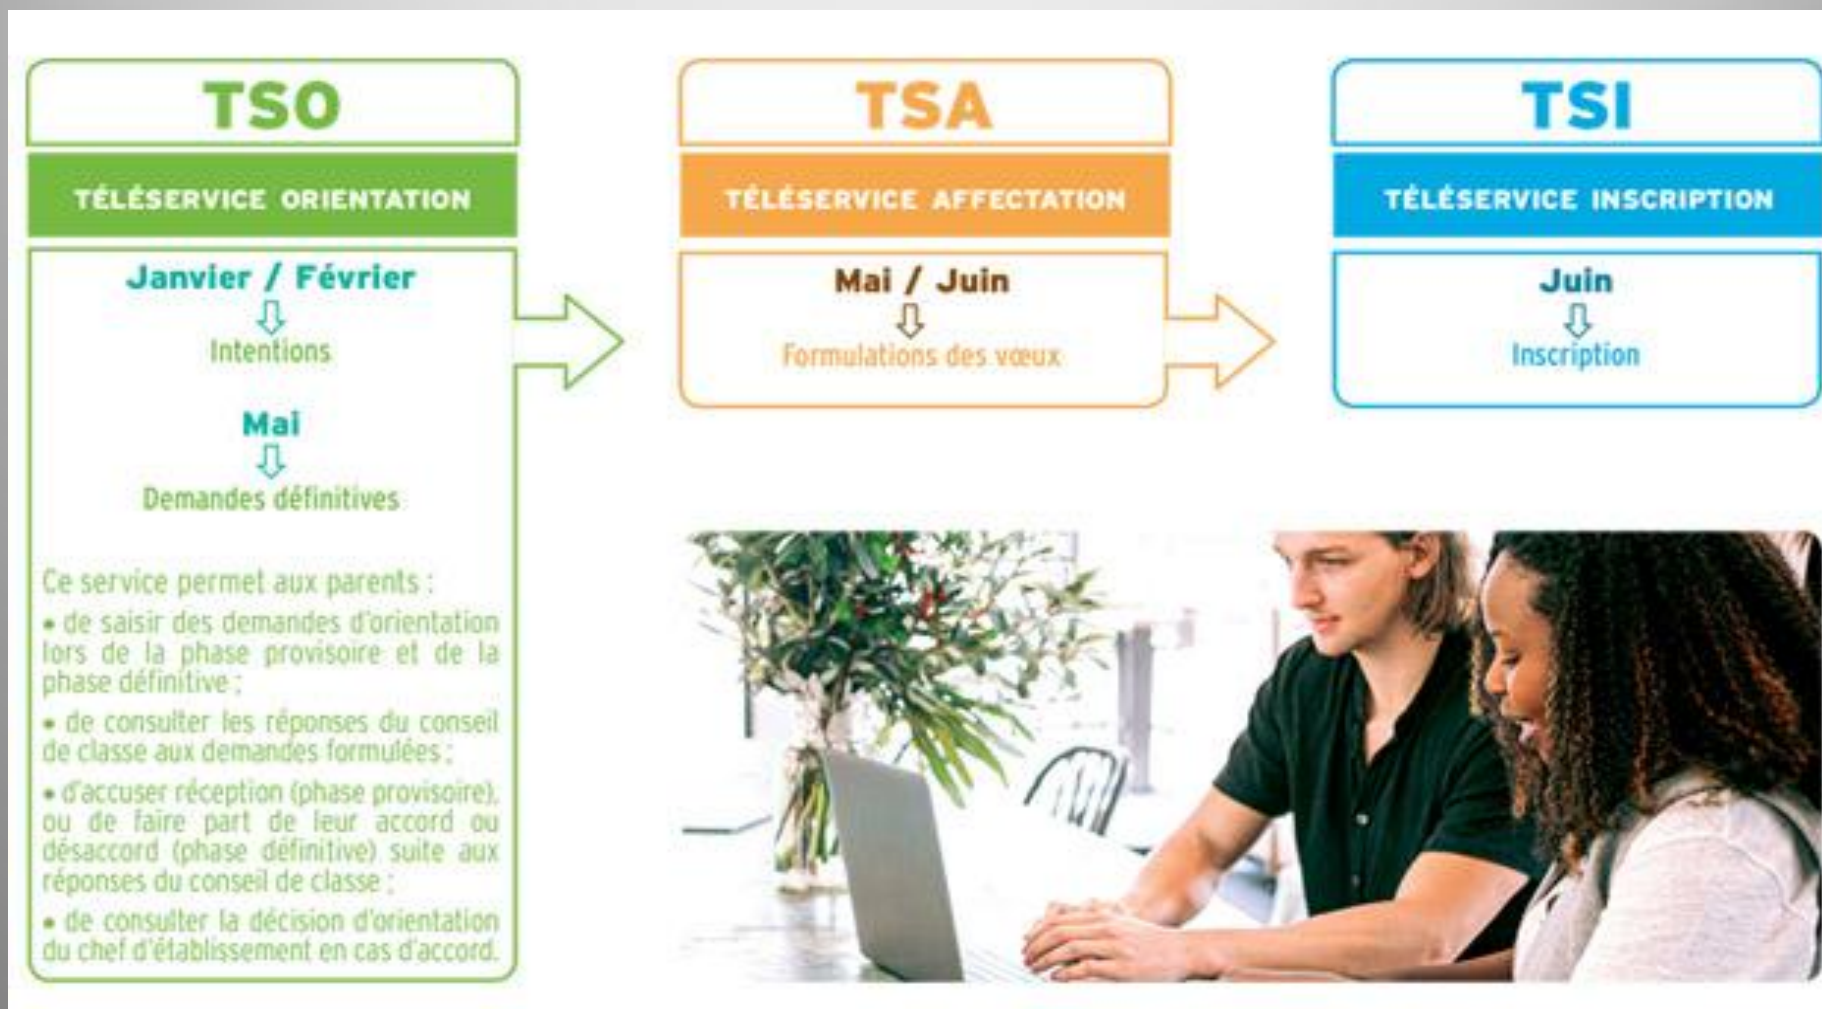 TSO
TÉLÉSERVICE ORIENTATION
Janvier / Février
Intentions
Mai
Demandes définitives
Ce service permet aux parents :
• de saisir des demandes d'orientation
lors de la phase provisoire et de la
phase définitive ;
• de consulter les réponses du conseil
de classe aux demandes formulées ;
• d'accuser réception (phase provisoire),
ou de faire part de leur accord ou
désaccord (phase définitive) suite aux
réponses du conseil de classe ;
• de consulter la décision d'orientation
du chef d'établissement en cas d'accord.
TSA
TÉLÉSERVICE AFFECTATION
Mai / Juin
Formulations des vœux
TSI
TÉLÉSERVICE INSCRIPTION
Juin
Inscription